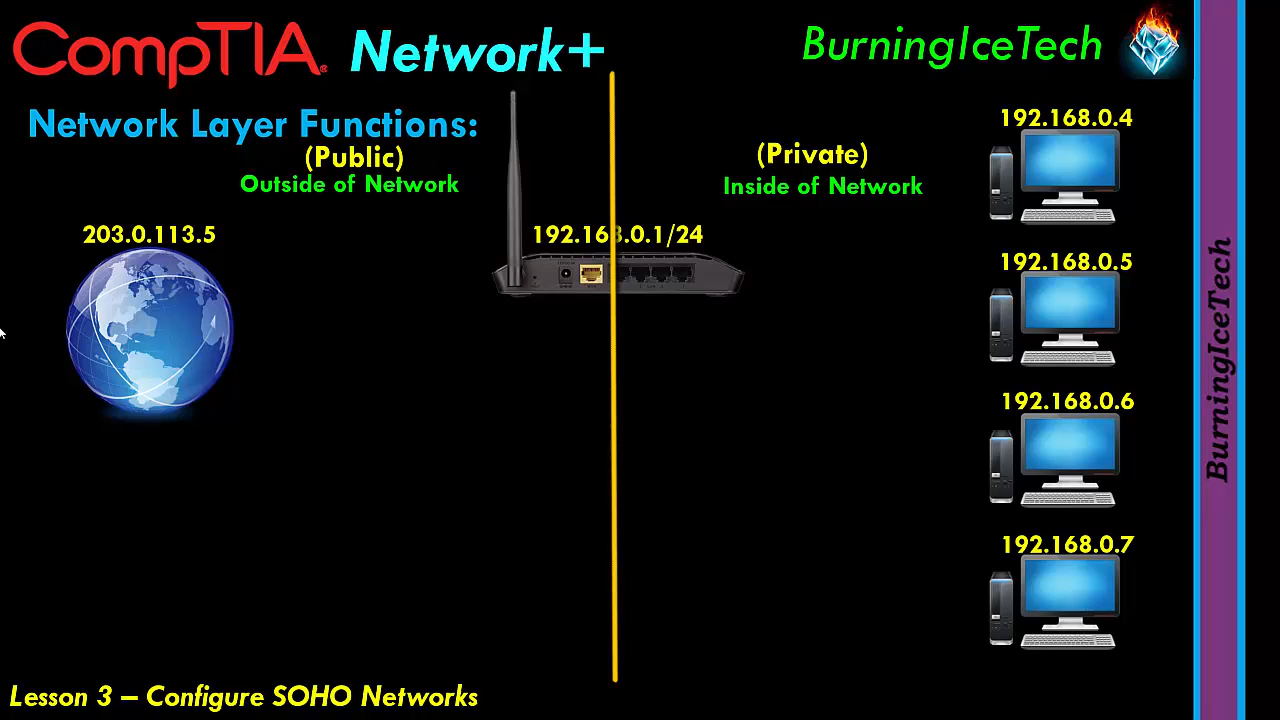 CompTIA® Network+
BurningIceTech
Network Layer Functions:
(Public)
Outside of Network
(Private)
Inside of Network
203.0.113.5
192.168.0.1/24
192.168.0.4
192.168.0.5
192.168.0.6
192.168.0.7
BurningIceTech
Lesson 3 – Configure SOHO Networks